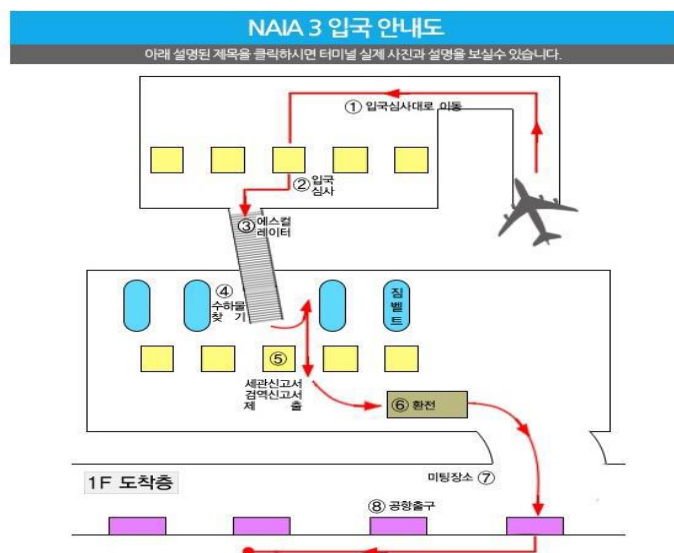 NAIA 3 입국 안내도
아래 설명된 제목을 클릭하시면 터미널 실제 사진과 설명을 보실수 있습니다.
① 입국심사대로 이동
② 입국
심사
③ 에스컬
레이터
④
수하물
찾 기
짐
벨
트
⑤
세관신고서
검역신고서
제 출
⑥ 환전
미팅장소 ⑦
1F 도착층
⑧ 공항출구